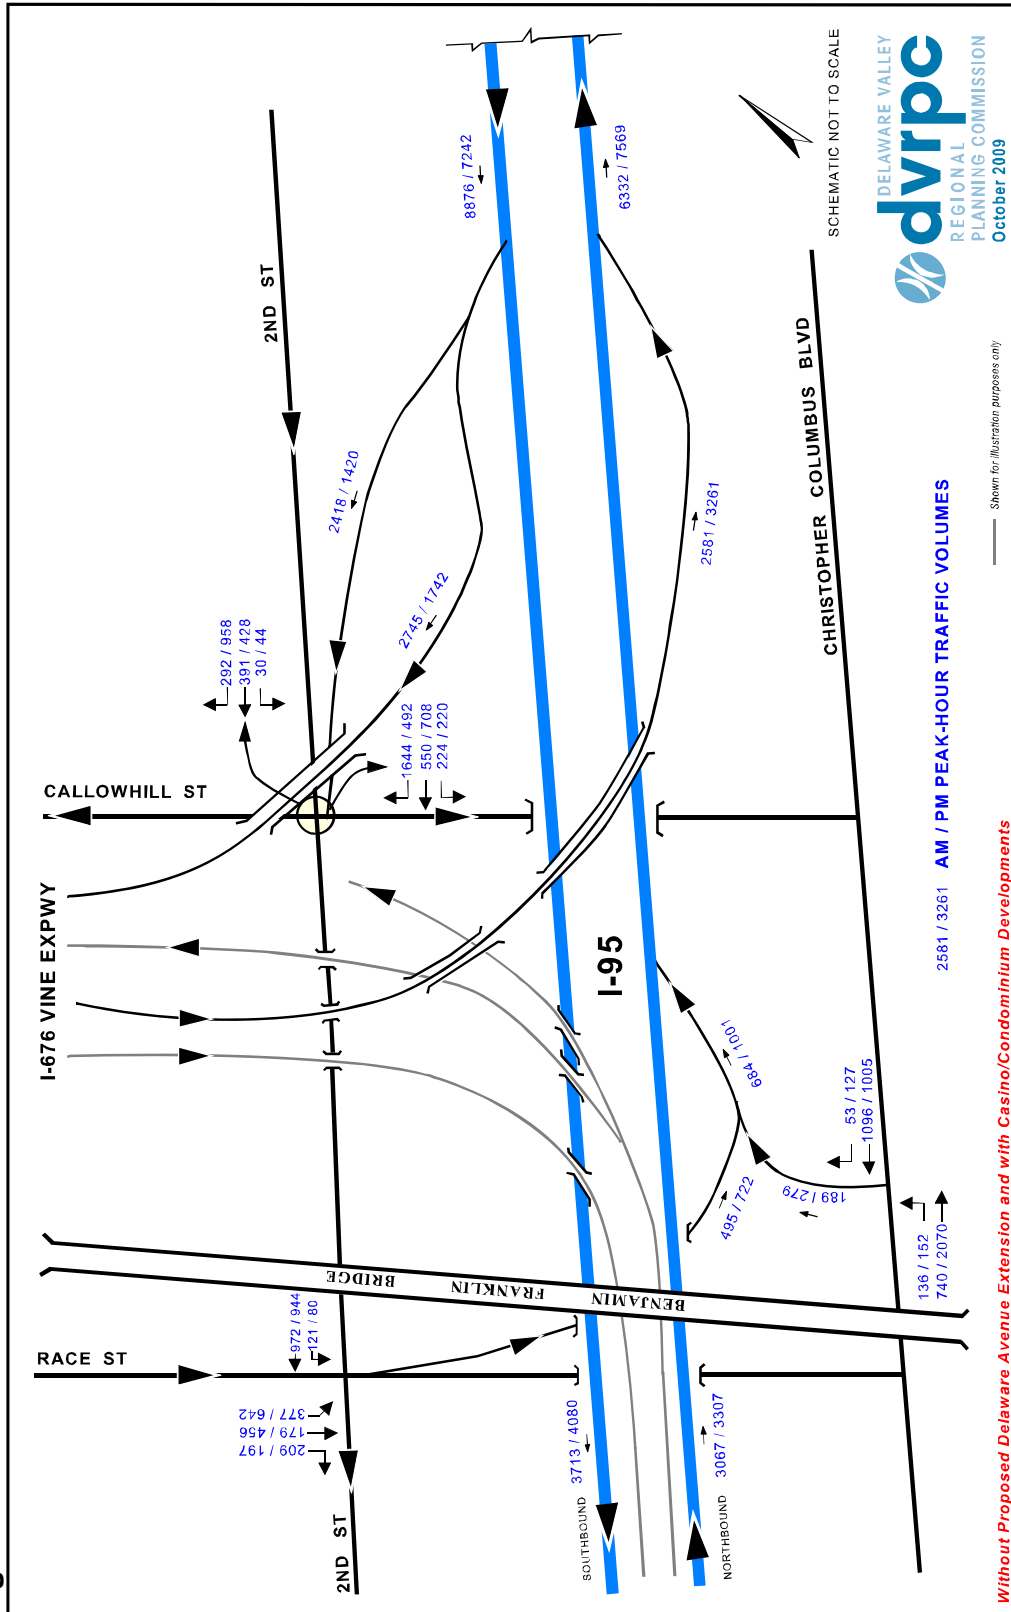 8876 / 7242
6332 / 7569
SCHEMATIC NOT TO SCALE
DELAWARE VALLEY
dvrpc
REGIONAL
PLANNING COMMISSION
October 2009
2ND ST
2418 / 1420
2745 / 1742
2581 / 3261
CHRISTOPHER COLUMBUS BLVD
292 / 958
391 / 428
30 / 44
1644 / 492
550 / 708
224 / 220
CALLOWHILL ST
I-676 VINE EXPWY
I-95
684 / 1001
53 / 127
1096 / 1005
189 / 279
495 / 722
136 / 152
740 / 2070
BENJAMIN FRANKLIN BRIDGE
972 / 944
121 / 80
RACE ST
377 / 642
179 / 456
209 / 197
2ND ST
3713 / 4080
SOUTHBOUND
3067 / 3307
NORTHBOUND
2581 / 3261 AM / PM PEAK-HOUR TRAFFIC VOLUMES
Shown for illustration purposes only
Without Proposed Delaware Avenue Extension and with Casino/Condominium Developments